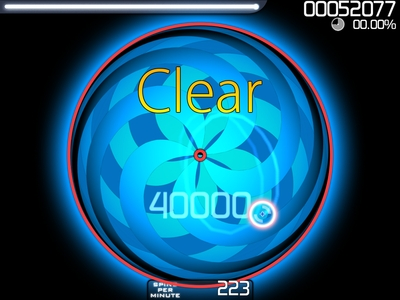 00052077
00.00%
Clear
40000
SPINS PER MINUTE 223